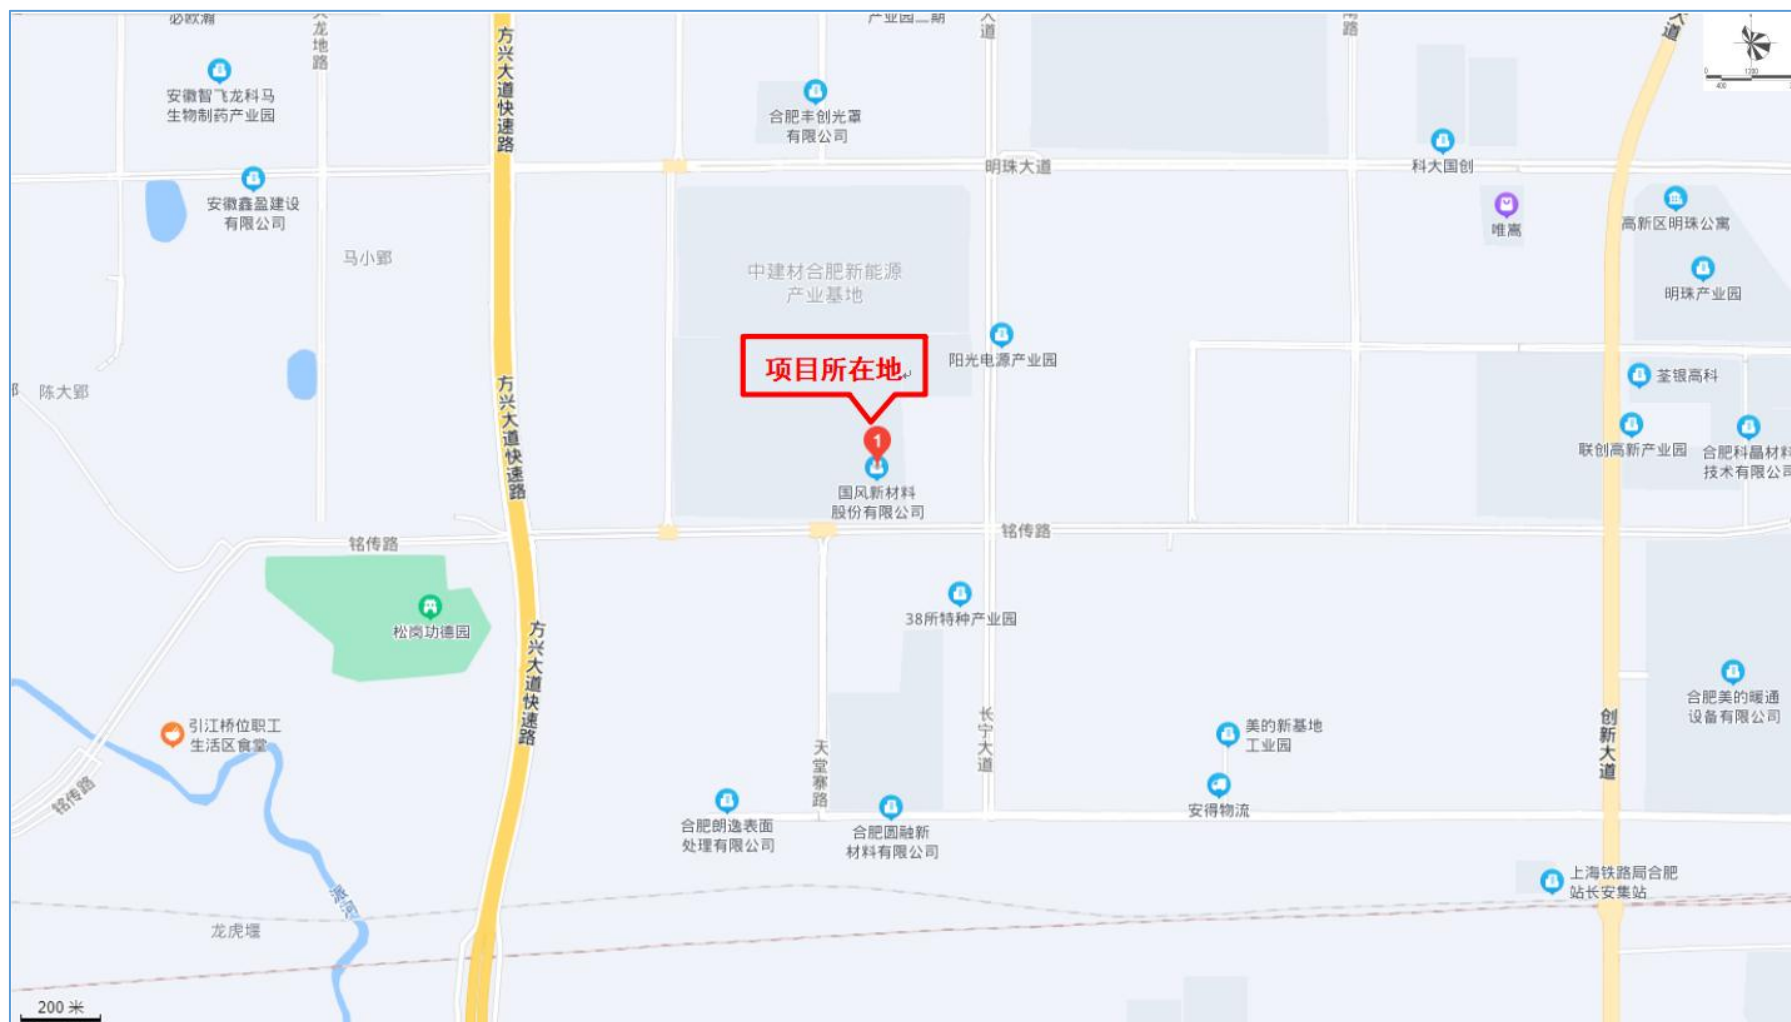 必欧瀚
大龙地路
方兴大道快速路
产业园二期
大道
南路
大道
0
1200
400
安徽智飞龙科马
生物制药产业园
合肥丰创光罩
有限公司
科大国创
明珠大道
安徽鑫盈建设
有限公司
唯嵩
高新区明珠公寓
马小郢
中建材合肥新能源
产业基地
明珠产业园
阳光电源产业园
项目所在地
陈大郢
郢
方兴大道快速路
荃银高科
1
联创高新产业园
合肥科晶材料
技术有限公司
国风新材料
股份有限公司
铭传路
铭传路
38所特种产业园
松岗功德园
方兴大道快速路
合肥美的暖通
设备有限公司
引江桥位职工
生活区食堂
长宁大道
美的新基地
工业园
创新大道
天堂寨路
铭传路
安得物流
合肥朗逸表面
处理有限公司
合肥圆融新
材料有限公司
上海铁路局合肥
站长安集站
龙虎堰
200 米